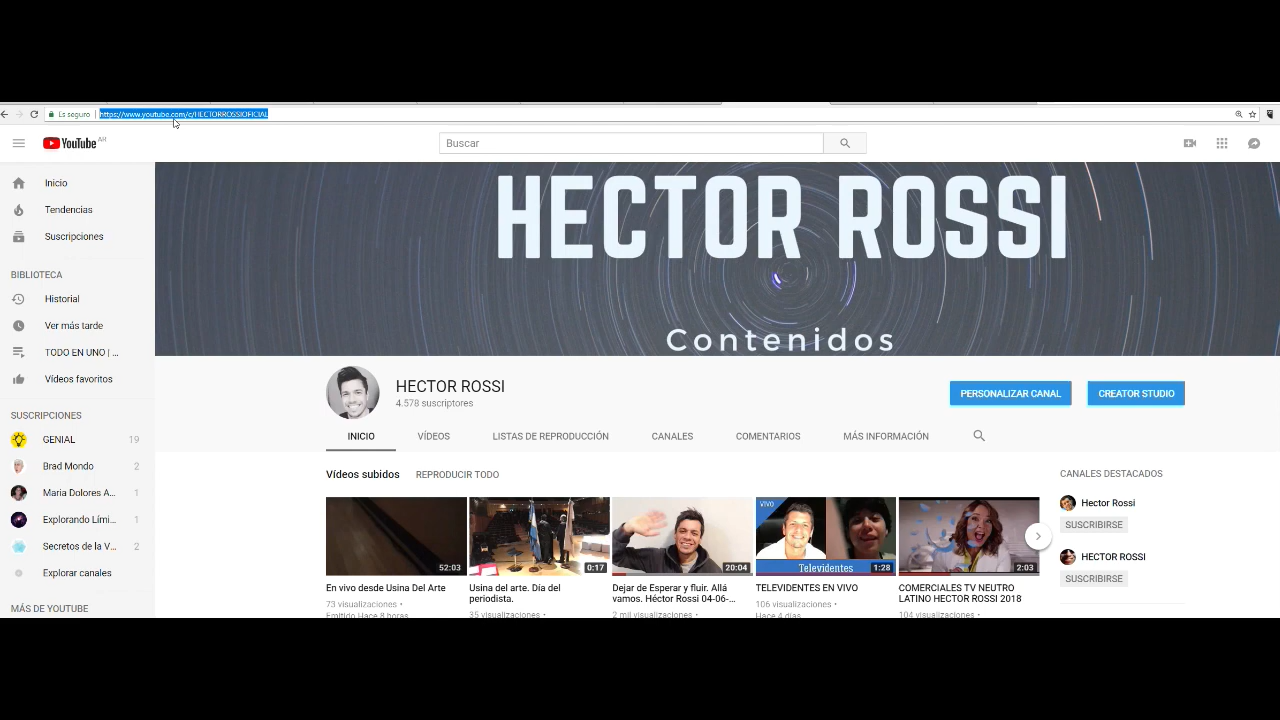 Es seguro | https://www.youtube.com/c/HECTORROSSIOFICIAL
YouTube AR
Buscar
Inicio
Tendencias
Suscripciones
BIBLIOTECA
Historial
Ver más tarde
TODO EN UNO | ...
Vídeos favoritos
SUSCRIPCIONES
GENIAL 19
Brad Mondo 2
Maria Dolores A... 1
Explorando Lími... 1
Secretos de la V... 2
Explorar canales
MÁS DE YOUTUBE
HECTOR ROSSI
Contenidos
HECTOR ROSSI
4.578 suscriptores
PERSONALIZAR CANAL
CREATOR STUDIO
INICIO VÍDEOS LISTAS DE REPRODUCCIÓN CANALES COMENTARIOS MÁS INFORMACIÓN
Vídeos subidos REPRODUCIR TODO
52:03
En vivo desde Usina Del Arte
73 visualizaciones •
Emitido Hace 8 horas
0:17
Usina del arte. Día del
periodista.
35 visualizaciones •
20:04
Dejar de Esperar y fluir. Allá
vamos. Héctor Rossi 04-06-...
2 mil visualizaciones •
VIVO
Televidentes
1:28
TELEVIDENTES EN VIVO
106 visualizaciones •
Hace 4 días
2:03
COMERCIALES TV NEUTRO
LATINO HECTOR ROSSI 2018
104 visualizaciones •
CANALES DESTACADOS
Hector Rossi
SUSCRIBIRSE
HECTOR ROSSI
SUSCRIBIRSE